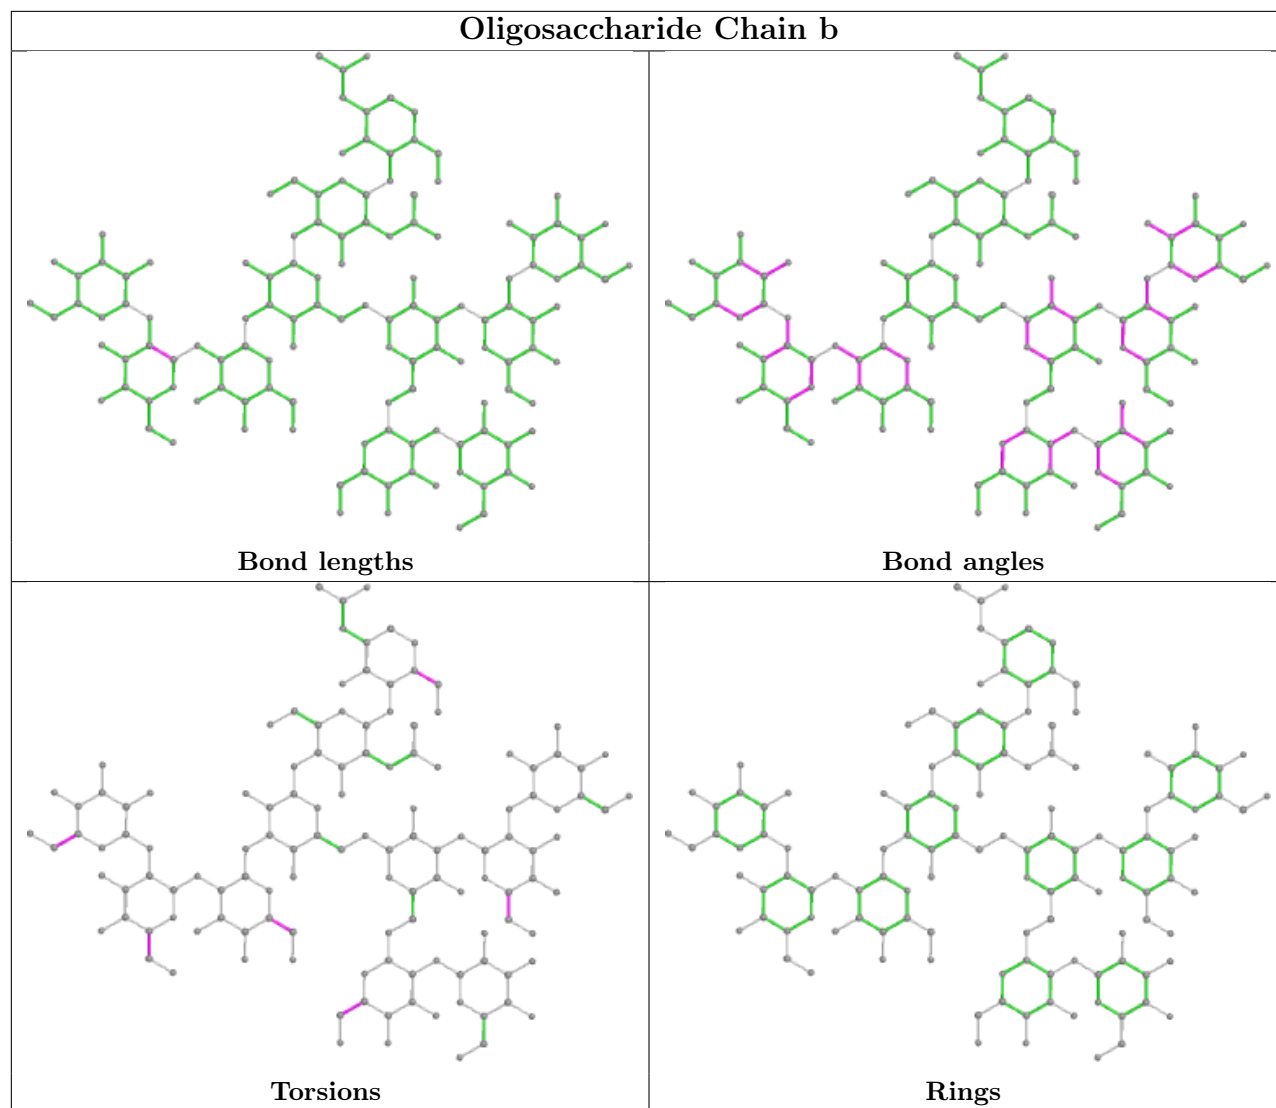 Oligosaccharide Chain b
Bond lengths
Bond angles
Torsions
Rings